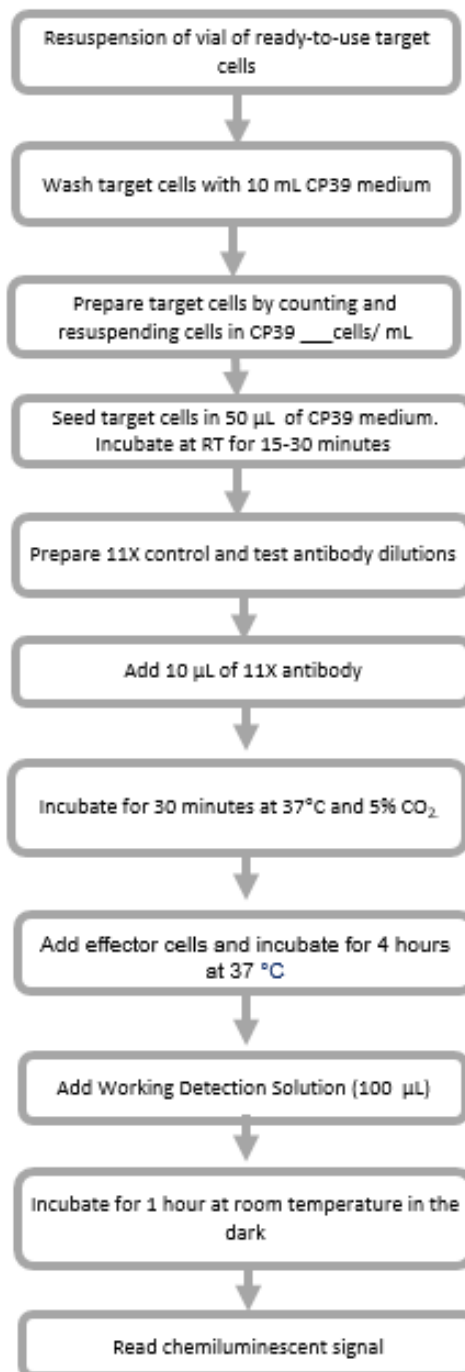 Resuspension of vial of ready-to-use target
cells
Wash target cells with 10 mL CP39 medium
Prepare target cells by counting and
resuspending cells in CP39 ___cells/ mL
Seed target cells in 50 µL of CP39 medium.
Incubate at RT for 15-30 minutes
Prepare 11X control and test antibody dilutions
Add 10 µL of 11X antibody
Incubate for 30 minutes at 37°C and 5% CO₂
Add effector cells and incubate for 4 hours
at 37 °C
Add Working Detection Solution (100 µL)
Incubate for 1 hour at room temperature in the
dark
Read chemiluminescent signal